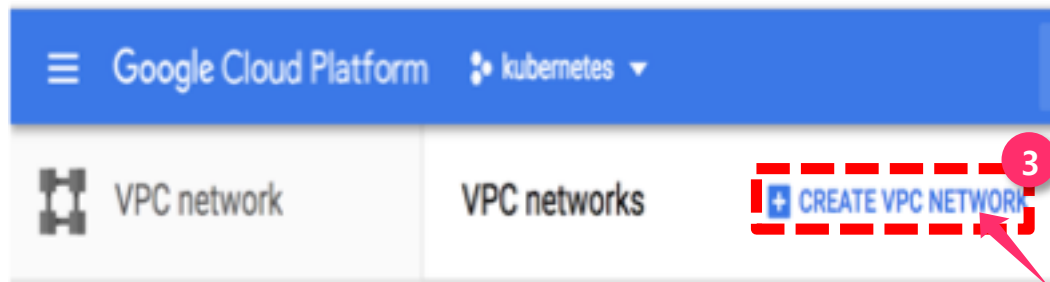 Google Cloud Platform kubernetes
3
VPC network VPC networks CREATE VPC NETWORK